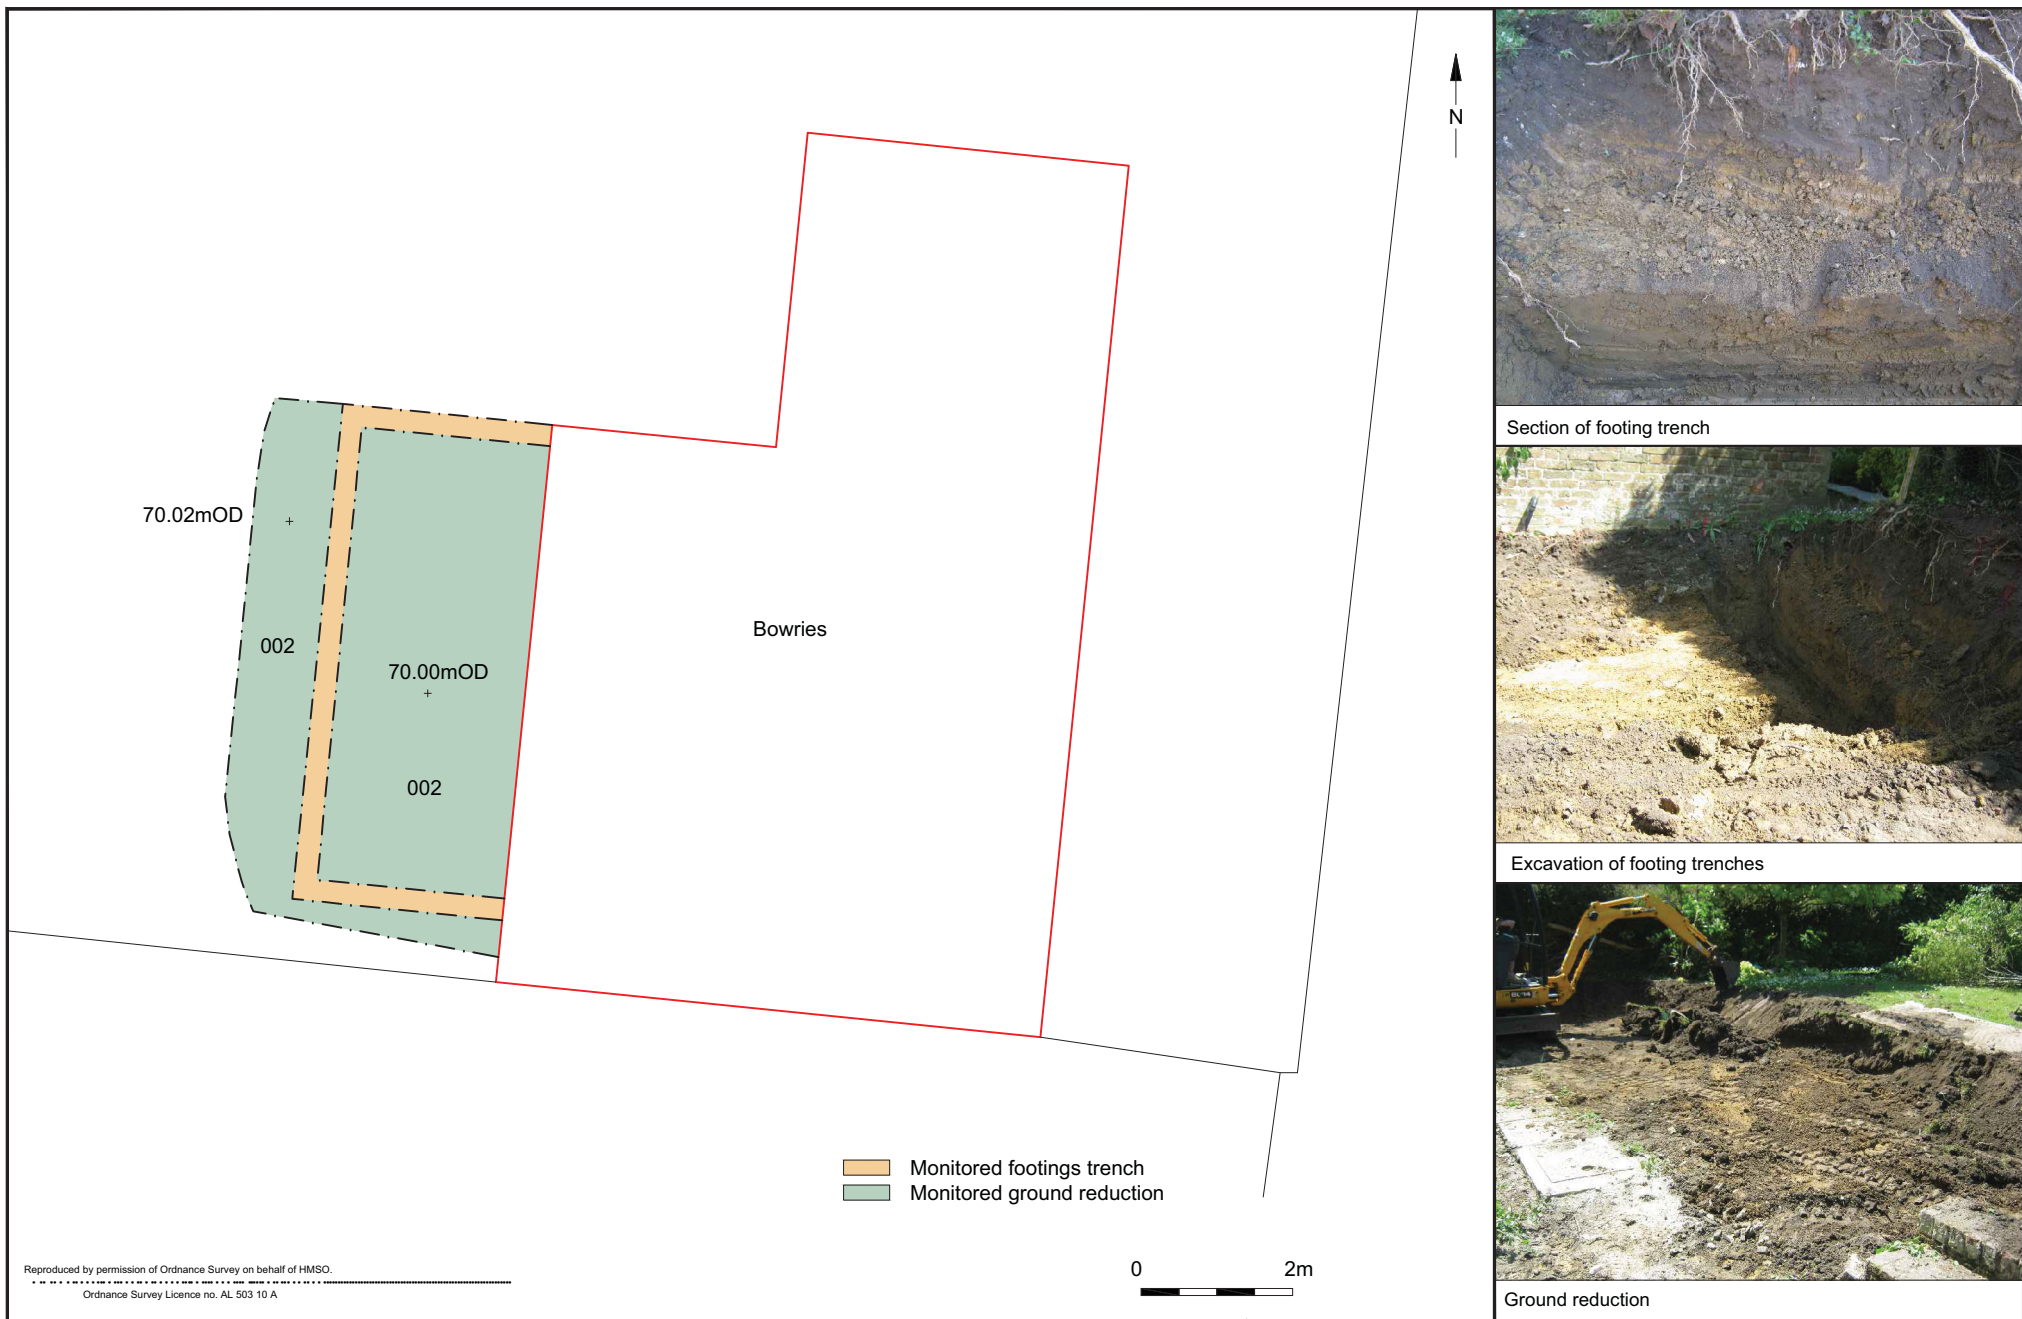 N
70.02mOD
002
70.00mOD
002
Bowries
Monitored footings trench
Monitored ground reduction
0 2m
Reproduced by permission of Ordnance Survey on behalf of HMSO.
Ordnance Survey Licence no. AL 503 10 A
Section of footing trench
Excavation of footing trenches
Ground reduction